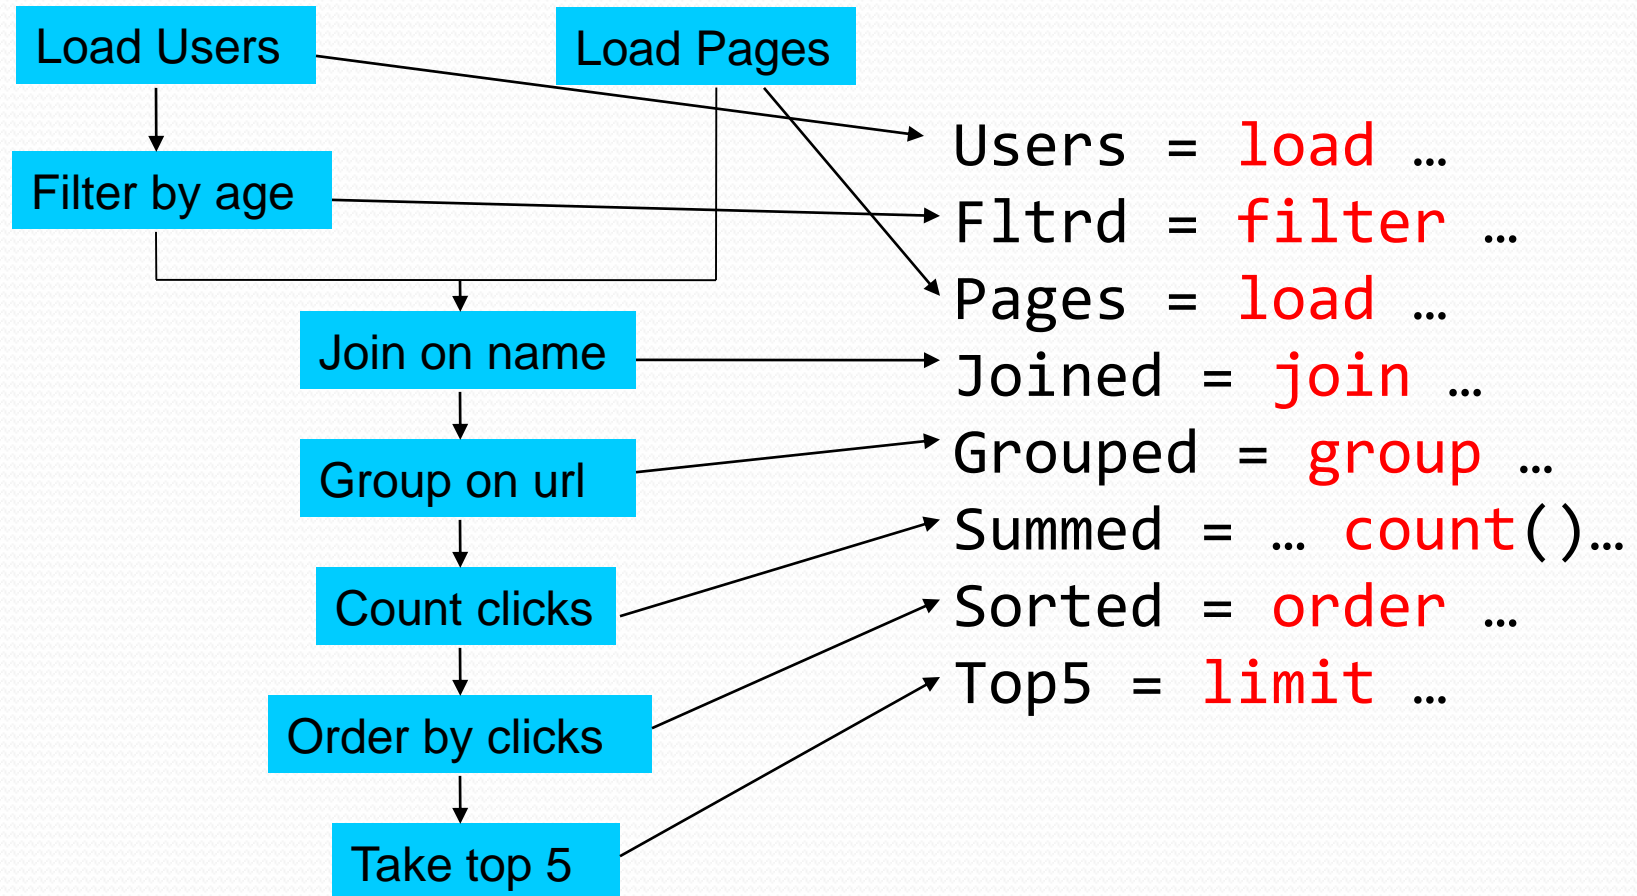 Load Users
Load Pages
Filter by age
Join on name
Group on url
Count clicks
Order by clicks
Take top 5
Users = load …
Fltrd = filter …
Pages = load …
Joined = join …
Grouped = group …
Summed = … count()…
Sorted = order …
Top5 = limit …